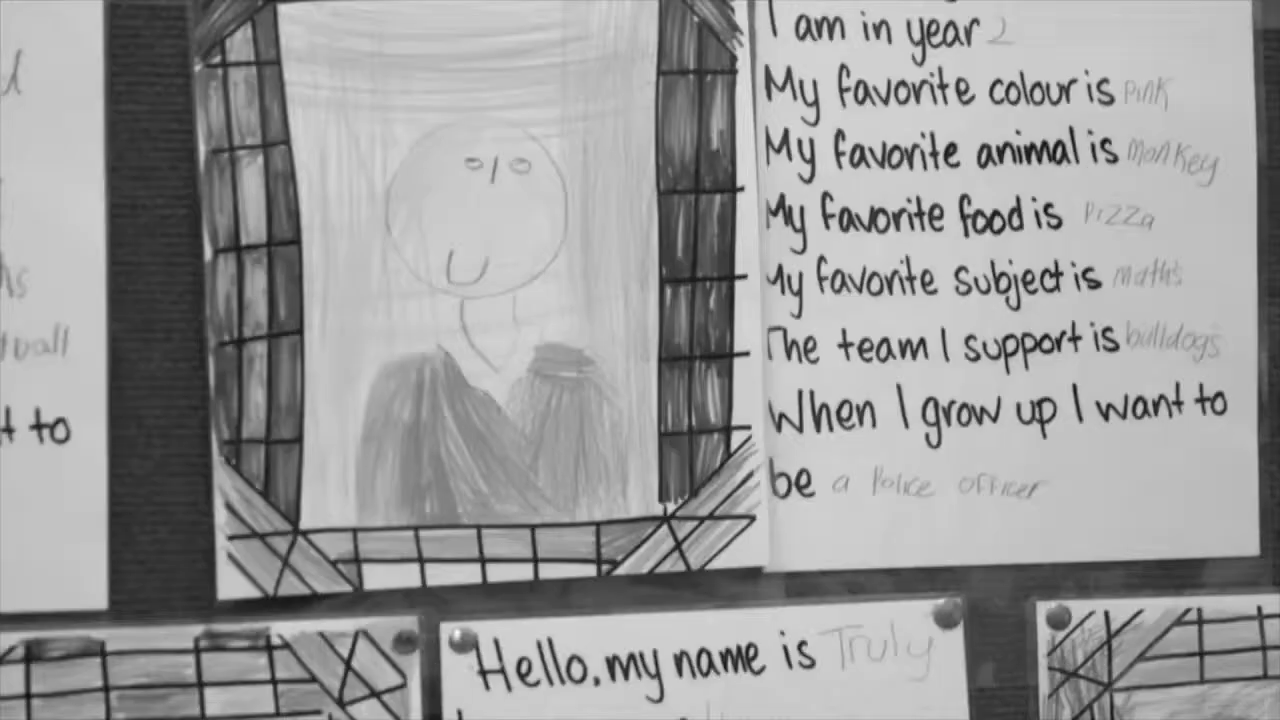 I am in year 2
My favorite colour is pink
My favorite animal is monkey
My favorite food is pizza
My favorite subject is maths
The team I support is bulldogs
When I grow up I want to
be a police officer
to
Hello. my name is Truly